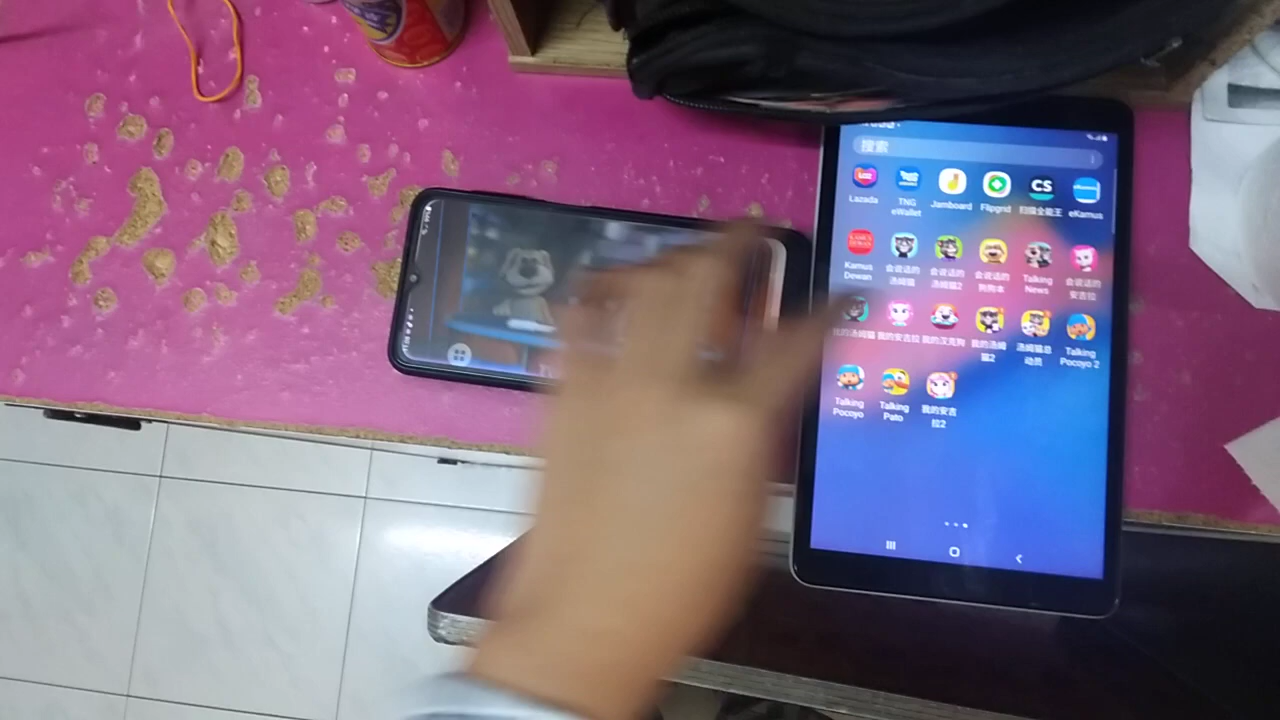 搜索
Lazada
TNG
eWallet
Jamboard
Flipgrid
CS
扫描全能王
eKamus
Kamus
Dewan
会说话的
汤姆猫
会说话的
汤姆猫2
会说话的
狗狗本
Talking
News
会说话的
安吉拉
我的汤姆猫
我的安吉拉
我的汉克狗
我的汤姆
猫2
汤姆猫总
动员
Talking
Pocoyo 2
Talking
Pocoyo
Talking
Pato
我的安吉
拉2